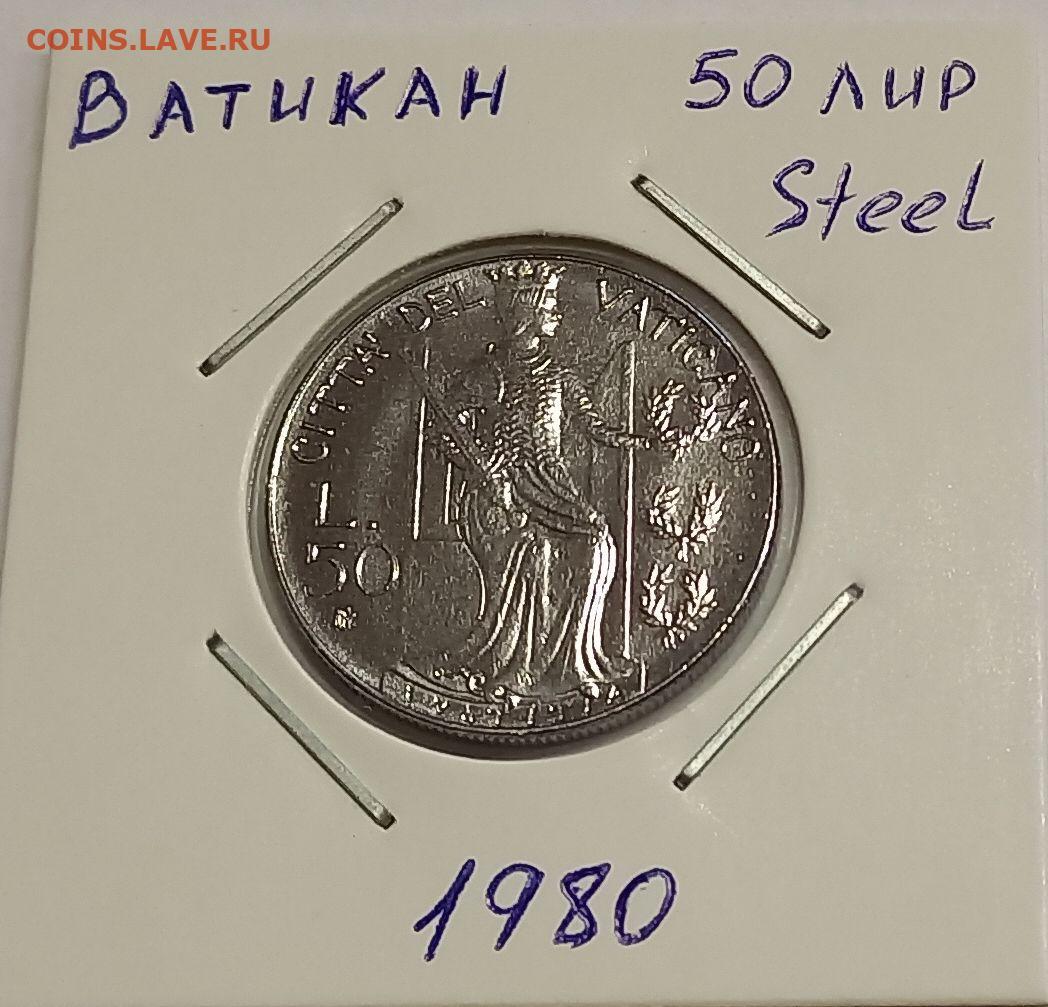 COINS.LAVE.RU
ВАТИКАН 50 ЛИР
Steel
CITTA' DEL VATICANO
L.
50
1980